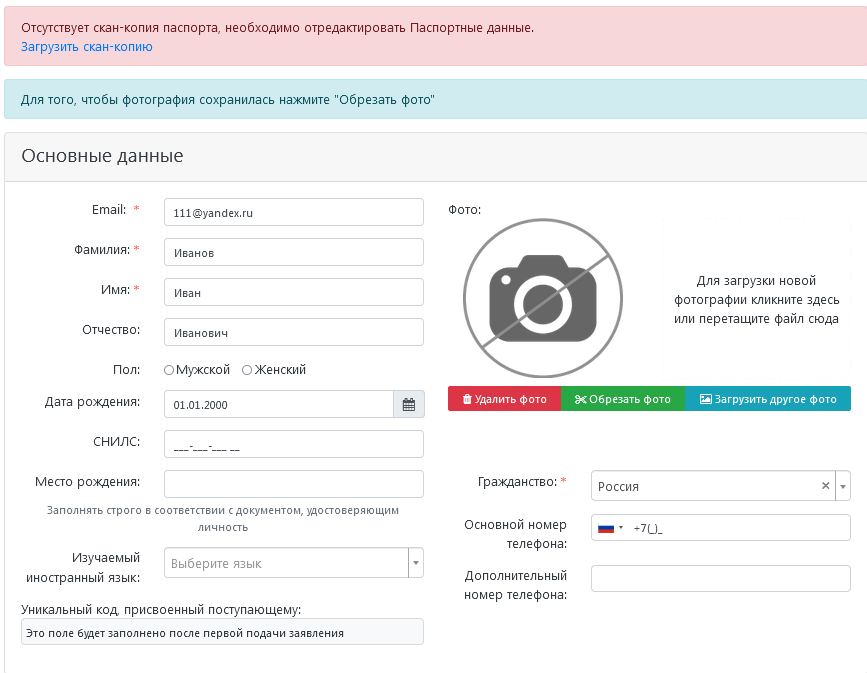 Отсутствует скан-копия паспорта, необходимо отредактировать Паспортные данные.
Загрузить скан-копию
Для того, чтобы фотография сохранилась нажмите "Обрезать фото"
Основные данные
Email: *
111@yandex.ru
Фамилия: *
Иванов
Имя: *
Иван
Отчество:
Иванович
Пол:
Мужской
Женский
Дата рождения:
01.01.2000
СНИЛС:
___-___-___ __
Место рождения:
Заполнять строго в соответствии с документом, удостоверяющим
личность
Изучаемый
иностранный язык:
Выберите язык
Уникальный код, присвоенный поступающему:
Это поле будет заполнено после первой подачи заявления
Фото:
Для загрузки новой
фотографии кликните здесь
или перетащите файл сюда
Удалить фото
Обрезать фото
Загрузить другое фото
Гражданство: *
Россия
Основной номер
телефона:
+7(_)_
Дополнительный
номер телефона: